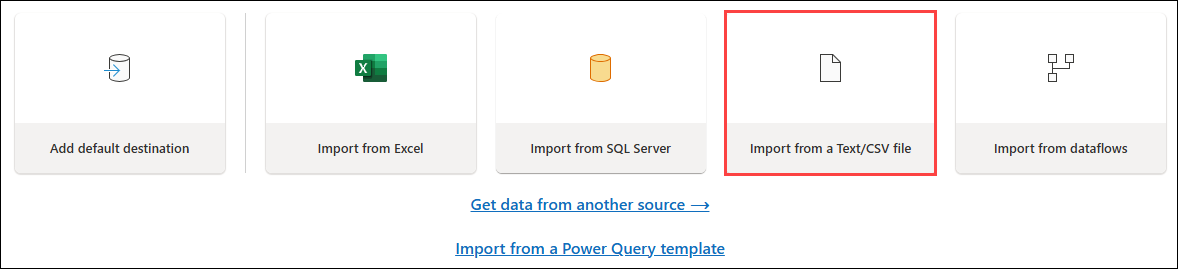 Add default destination
Import from Excel
Import from SQL Server
Import from a Text/CSV file
Import from dataflows
Get data from another source →
Import from a Power Query template